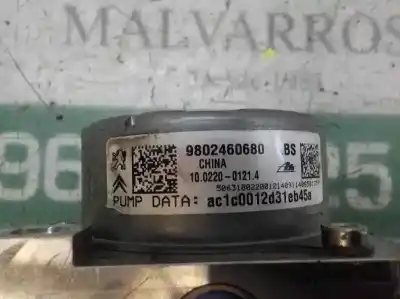 MALVARROS
9802460680 BS
CHINA
10.0220-0121.4
PUMP DATA: ac1c0012d31eb45a